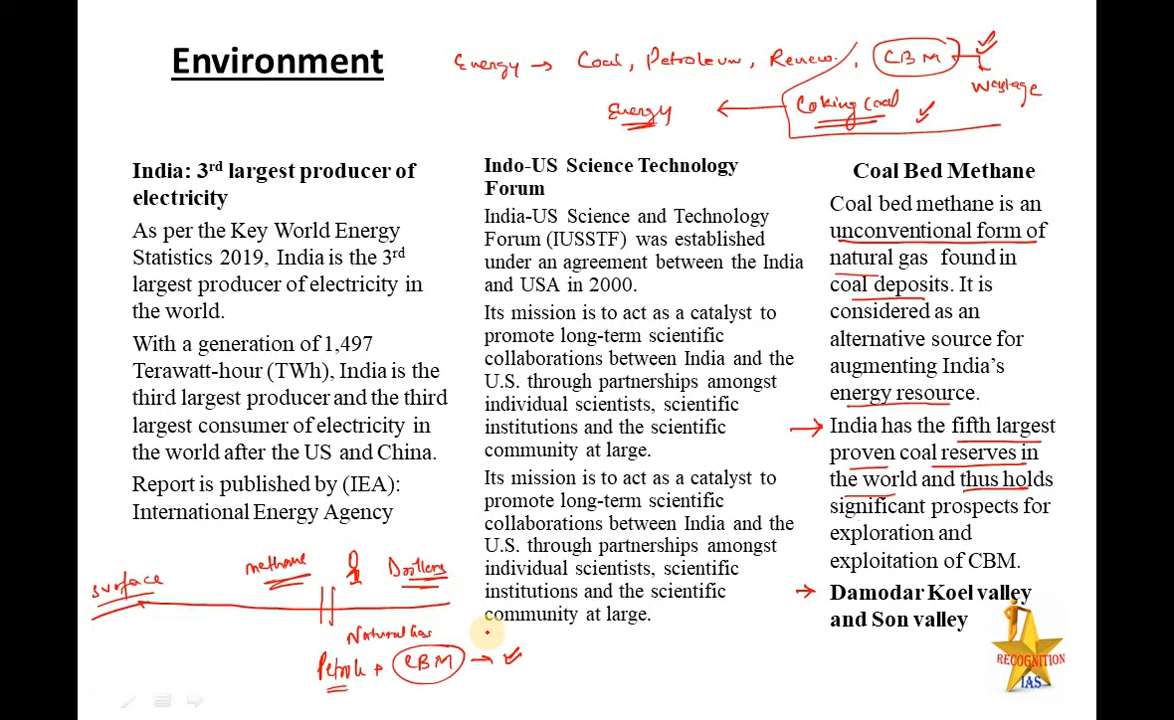 Environment
Energy → Coal, Petroleum, Renew., CBM
Wastage
Energy ← Coking Coal
India: 3rd largest producer of
electricity
As per the Key World Energy
Statistics 2019, India is the 3rd
largest producer of electricity in
the world.
With a generation of 1,497
Terawatt-hour (TWh), India is the
third largest producer and the third
largest consumer of electricity in
the world after the US and China.
Report is published by (IEA):
International Energy Agency
Indo-US Science Technology
Forum
India-US Science and Technology
Forum (IUSSTF) was established
under an agreement between the India
and USA in 2000.
Its mission is to act as a catalyst to
promote long-term scientific
collaborations between India and the
U.S. through partnerships amongst
individual scientists, scientific
institutions and the scientific
community at large.
Its mission is to act as a catalyst to
promote long-term scientific
collaborations between India and the
U.S. through partnerships amongst
individual scientists, scientific
institutions and the scientific
community at large.
Coal Bed Methane
Coal bed methane is an
unconventional form of
natural gas found in
coal deposits. It is
considered as an
alternative source for
augmenting India's
energy resource.
India has the fifth largest
proven coal reserves in
the world and thus holds
significant prospects for
exploration and
exploitation of CBM.
Damodar Koel valley
and Son valley
surface
methane
Drillers
Natural Gas
Petrole + CBM →
RECOGNITION
IAS